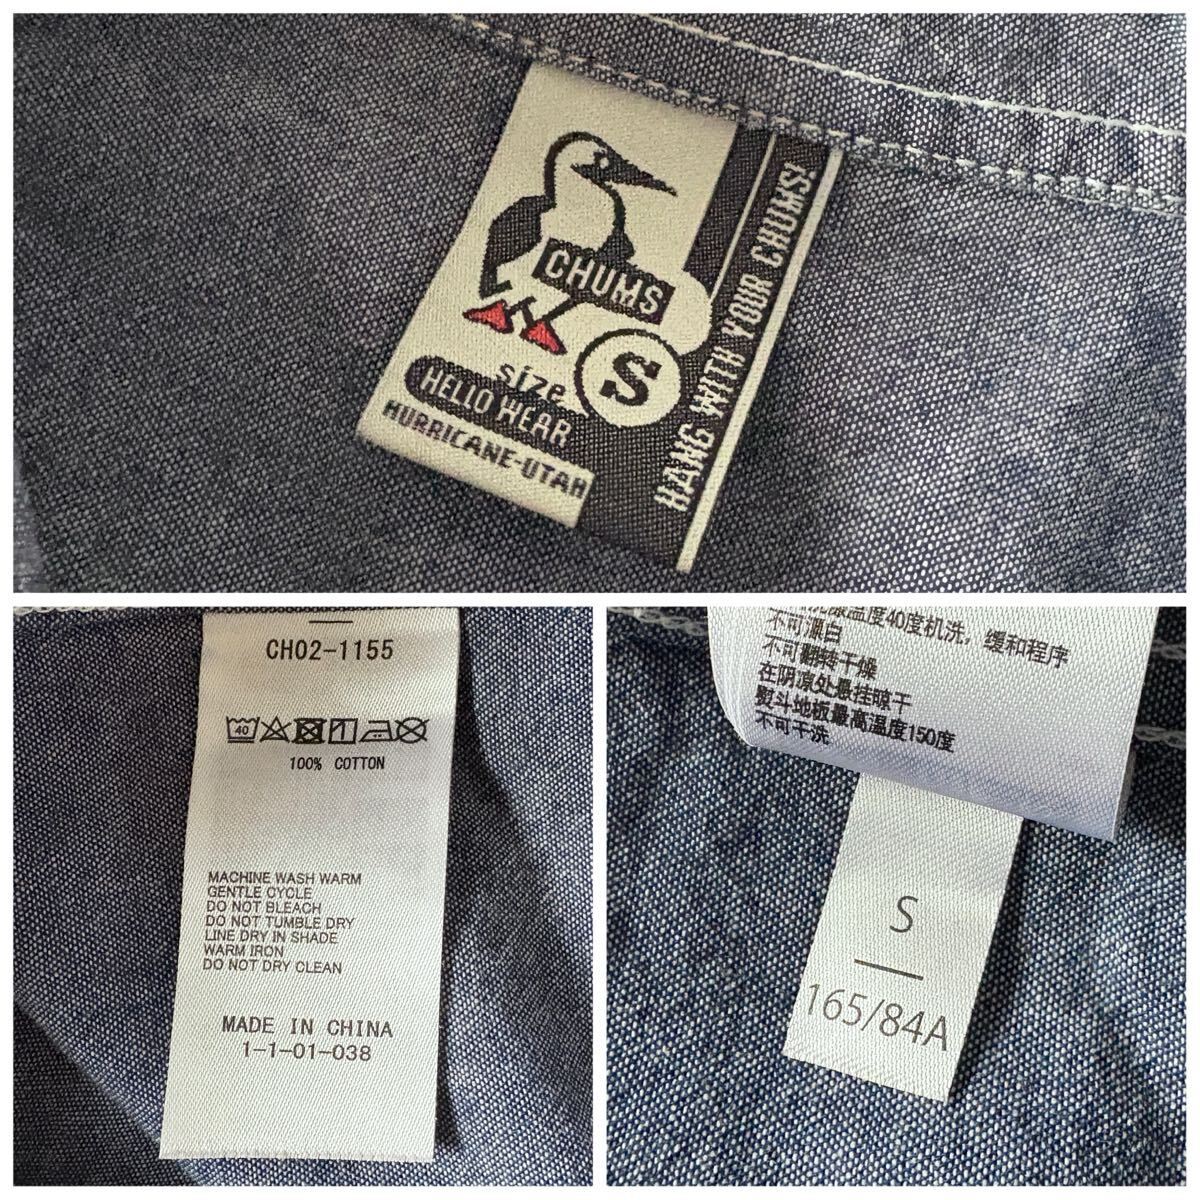 CHUMS
size S
HELLO WEAR
HURRICANE-UTAH
HANG WITH YOUR CHUMS!
CH02-1155
40
100% COTTON
MACHINE WASH WARM
GENTLE CYCLE
DO NOT BLEACH
DO NOT TUMBLE DRY
LINE DRY IN SHADE
WARM IRON
DO NOT DRY CLEAN
MADE IN CHINA
1-1-01-038
温度40度机洗，缓和程序
不可漂白
不可翻转干燥
在阴凉处悬挂晾干
熨斗地板最高温度150度
不可干洗
S
165/84A